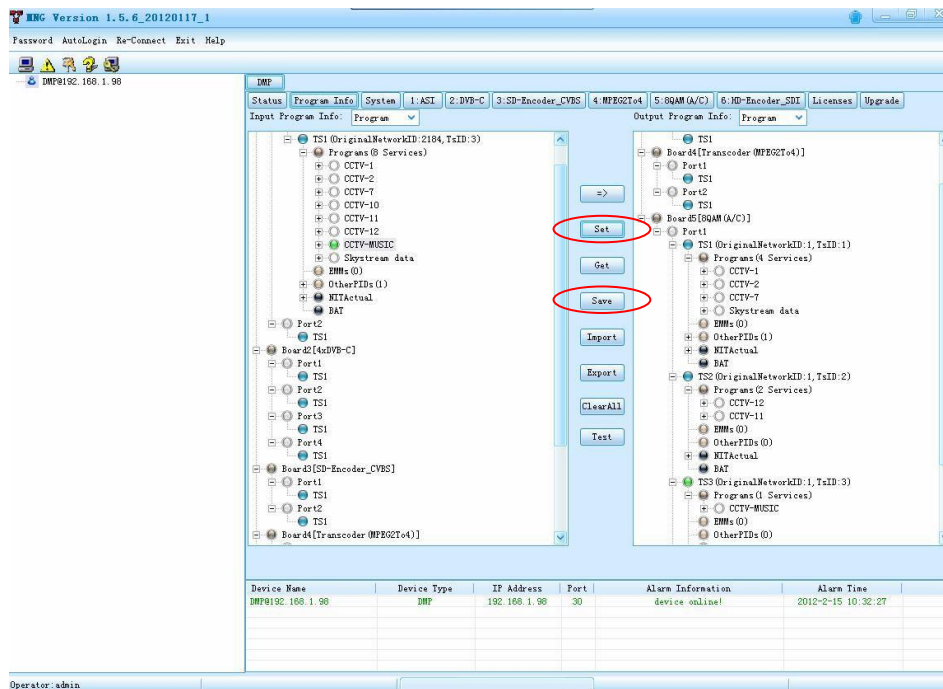 MNG Version 1.5.6_20120117_1
Password AutoLogin Re-Connect Exit Help
DMP@192.168.1.98
DMP
Status Program Info System 1:ASI 2:DVB-C 3:SD-Encoder_CVBS 4:MPEG2To4 5:8QAM(A/C) 6:HD-Encoder_SDI Licenses Upgrade
Input Program Info: Program
Output Program Info: Program
TS1(OriginalNetworkID:2184,TsID:3)
Programs(8 Services)
CCTV-1
CCTV-2
CCTV-7
CCTV-10
CCTV-11
CCTV-12
CCTV-MUSIC
Skystream data
EMMs(0)
OtherPIDs(1)
NITActual
BAT
Port2
TS1
Board2[4xDVB-C]
Port1
TS1
Port2
TS1
Port3
TS1
Port4
TS1
Board3[SD-Encoder_CVBS]
Port1
TS1
Port2
TS1
Board4[Transcoder(MPEG2To4)]
=>
Set
Get
Save
Import
Export
ClearAll
Test
TS1
Board4[Transcoder(MPEG2To4)]
Port1
TS1
Port2
TS1
Board5[8QAM(A/C)]
Port1
TS1(OriginalNetworkID:1,TsID:1)
Programs(4 Services)
CCTV-1
CCTV-2
CCTV-7
Skystream data
EMMs(0)
OtherPIDs(1)
NITActual
BAT
TS2(OriginalNetworkID:1,TsID:2)
Programs(2 Services)
CCTV-12
CCTV-11
EMMs(0)
OtherPIDs(0)
NITActual
BAT
TS3(OriginalNetworkID:1,TsID:3)
Programs(1 Services)
CCTV-MUSIC
EMMs(0)
OtherPIDs(0)
Device Name Device Type IP Address Port Alarm Information Alarm Time
DMP@192.168.1.98 DMP 192.168.1.98 30 device online! 2012-2-15 10:32:27
Operator:admin